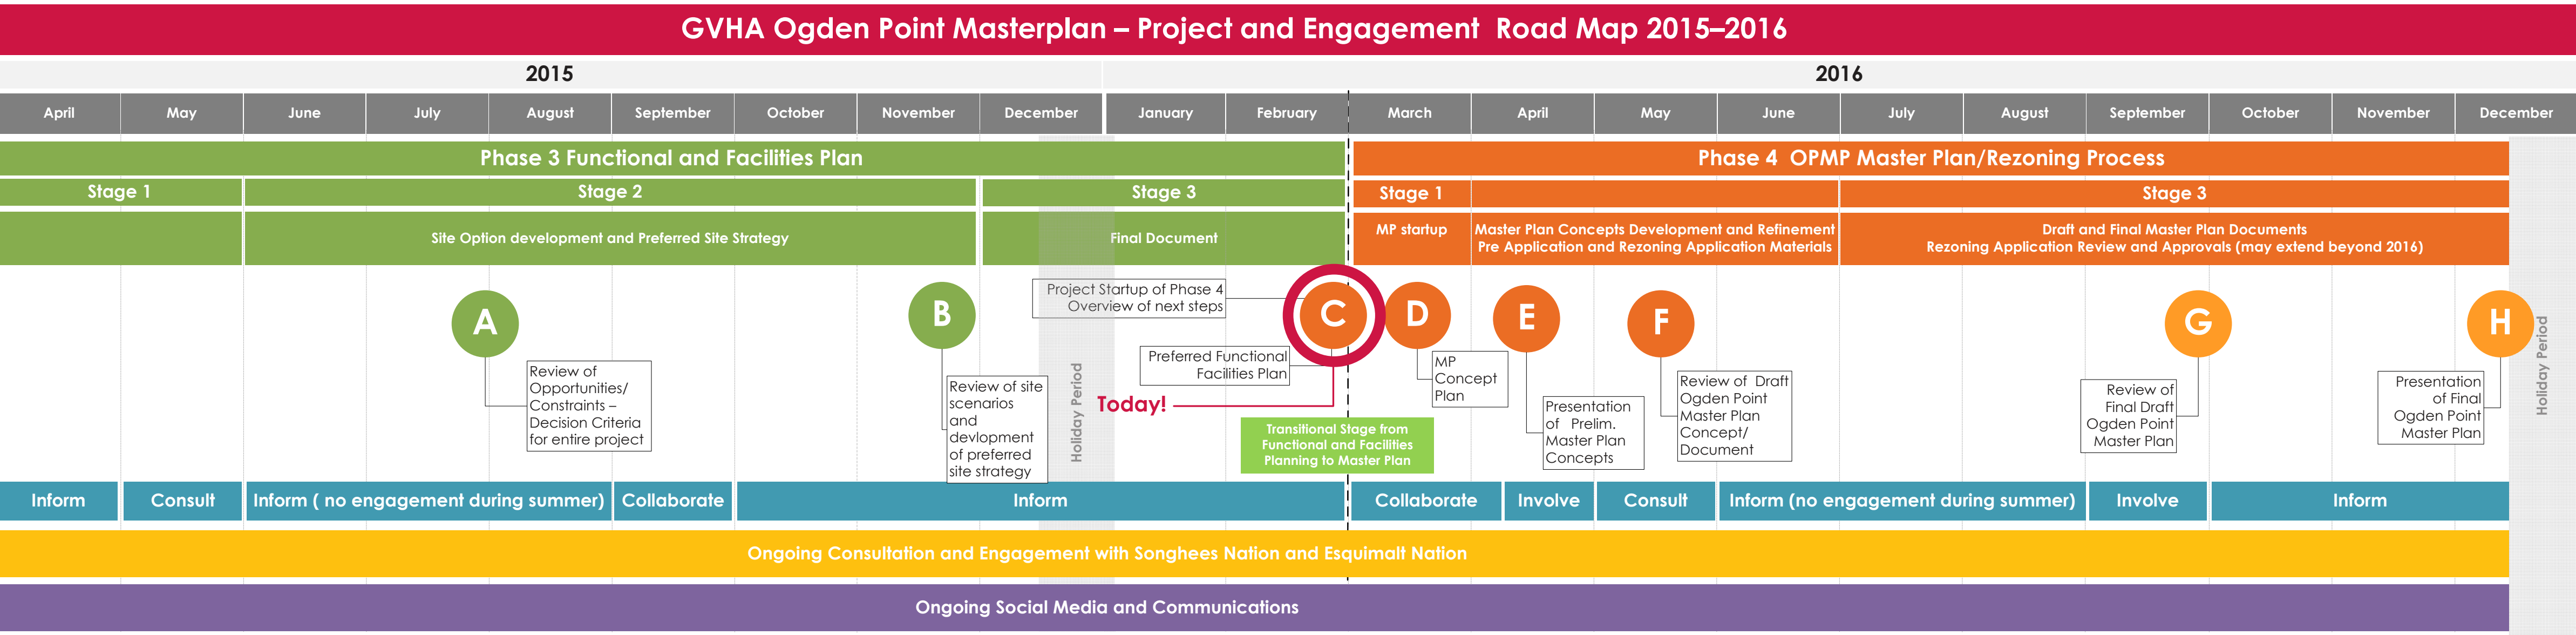 GVHA Ogden Point Masterplan – Project and Engagement Road Map 2015–2016
2015
2016
April
May
June
July
August
September
October
November
December
January
February
March
April
May
June
July
August
September
October
November
December
Phase 3 Functional and Facilities Plan
Phase 4 OPMP Master Plan/Rezoning Process
Stage 1
Stage 2
Stage 3
Stage 1
Stage 3
Site Option development and Preferred Site Strategy
Final Document
MP startup
Master Plan Concepts Development and Refinement
Pre Application and Rezoning Application Materials
Draft and Final Master Plan Documents
Rezoning Application Review and Approvals (may extend beyond 2016)
A
Review of
Opportunities/
Constraints –
Decision Criteria
for entire project
B
Review of site
scenarios
and
devlopment
of preferred
site strategy
Holiday Period
Project Startup of Phase 4
Overview of next steps
C
Preferred Functional
Facilities Plan
Today!
Transitional Stage from
Functional and Facilities
Planning to Master Plan
D
MP
Concept
Plan
E
Presentation
of Prelim.
Master Plan
Concepts
F
Review of Draft
Ogden Point
Master Plan
Concept/
Document
G
Review of
Final Draft
Ogden Point
Master Plan
H
Presentation
of Final
Ogden Point
Master Plan
Holiday Period
Inform
Consult
Inform ( no engagement during summer)
Collaborate
Inform
Collaborate
Involve
Consult
Inform (no engagement during summer)
Involve
Inform
Ongoing Consultation and Engagement with Songhees Nation and Esquimalt Nation
Ongoing Social Media and Communications